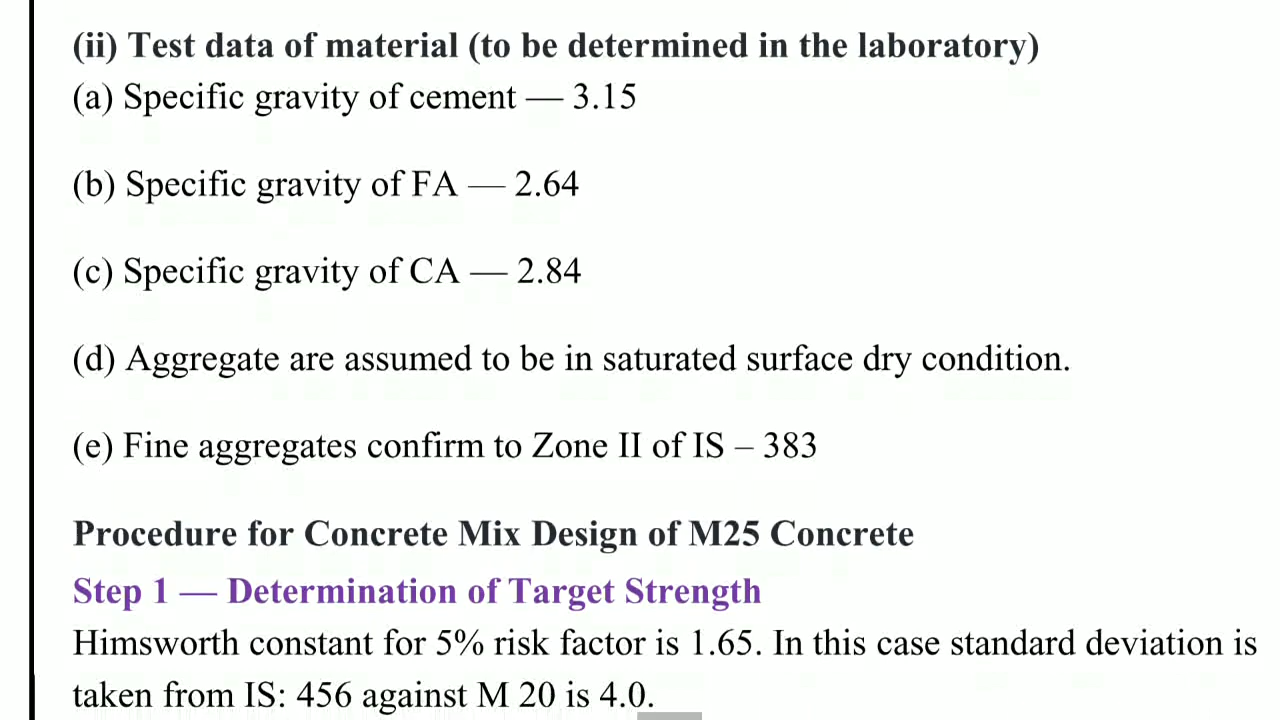 (ii) Test data of material (to be determined in the laboratory)
(a) Specific gravity of cement — 3.15
(b) Specific gravity of FA — 2.64
(c) Specific gravity of CA — 2.84
(d) Aggregate are assumed to be in saturated surface dry condition.
(e) Fine aggregates confirm to Zone II of IS – 383
Procedure for Concrete Mix Design of M25 Concrete
Step 1 — Determination of Target Strength
Himsworth constant for 5% risk factor is 1.65. In this case standard deviation is
taken from IS: 456 against M 20 is 4.0.